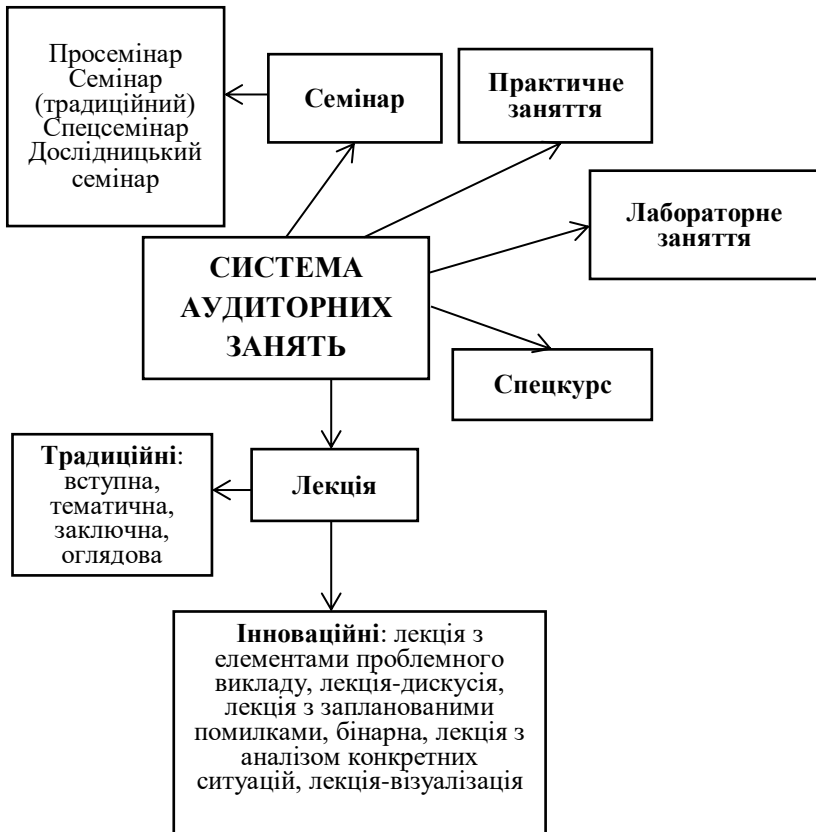 Просемінар
Семінар
(традиційний)
Спецсемінар
Дослідницький
семінар
Семінар
Практичне
заняття
Лабораторне
заняття
СИСТЕМА
АУДИТОРНИХ
ЗАНЯТЬ
Спецкурс
Традиційні:
вступна,
тематична,
заключна,
оглядова
Лекція
Інноваційні: лекція з
елементами проблемного
викладу, лекція-дискусія,
лекція з запланованими
помилками, бінарна, лекція з
аналізом конкретних
ситуацій, лекція-візуалізація